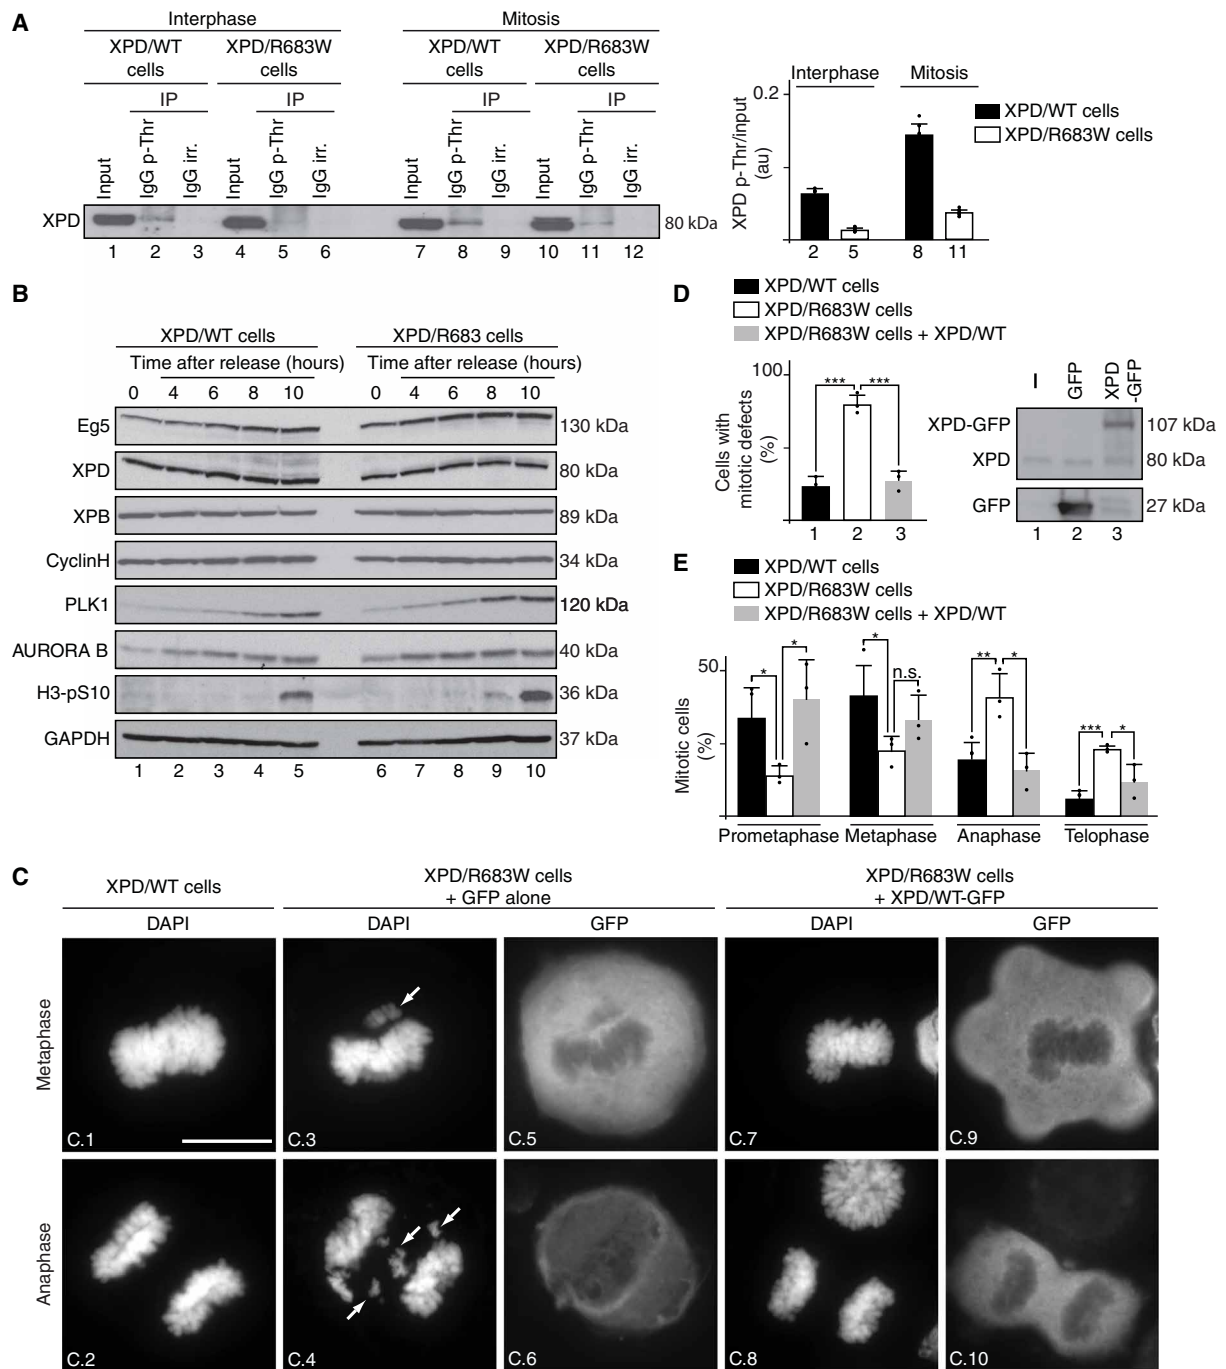 A
Interphase
Mitosis
XPD/WT cells
XPD/R683W cells
XPD/WT cells
XPD/R683W cells
IP
IP
IP
IP
Input
IgG p-Thr
IgG irr.
Input
IgG p-Thr
IgG irr.
Input
IgG p-Thr
IgG irr.
Input
IgG p-Thr
IgG irr.
XPD
80 kDa
1 2 3 4 5 6 7 8 9 10 11 12
Interphase Mitosis
0.2
XPD p-Thr/input (au)
XPD/WT cells
XPD/R683W cells
2 5 8 11
B
XPD/WT cells
XPD/R683 cells
Time after release (hours)
Time after release (hours)
0 4 6 8 10 0 4 6 8 10
Eg5 130 kDa
XPD 80 kDa
XPB 89 kDa
CyclinH 34 kDa
PLK1 120 kDa
AURORA B 40 kDa
H3-pS10 36 kDa
GAPDH 37 kDa
1 2 3 4 5 6 7 8 9 10
D
XPD/WT cells
XPD/R683W cells
XPD/R683W cells + XPD/WT
100
Cells with mitotic defects (%)
*** ***
1 2 3
I
GFP
XPD -GFP
XPD-GFP 107 kDa
XPD 80 kDa
GFP 27 kDa
1 2 3
E
XPD/WT cells
XPD/R683W cells
XPD/R683W cells + XPD/WT
50
Mitotic cells (%)
* * * n.s. ** * *** *
Prometaphase Metaphase Anaphase Telophase
C
XPD/WT cells
XPD/R683W cells + GFP alone
XPD/R683W cells + XPD/WT-GFP
DAPI DAPI GFP DAPI GFP
Metaphase
C.1 C.3 C.5 C.7 C.9
Anaphase
C.2 C.4 C.6 C.8 C.10